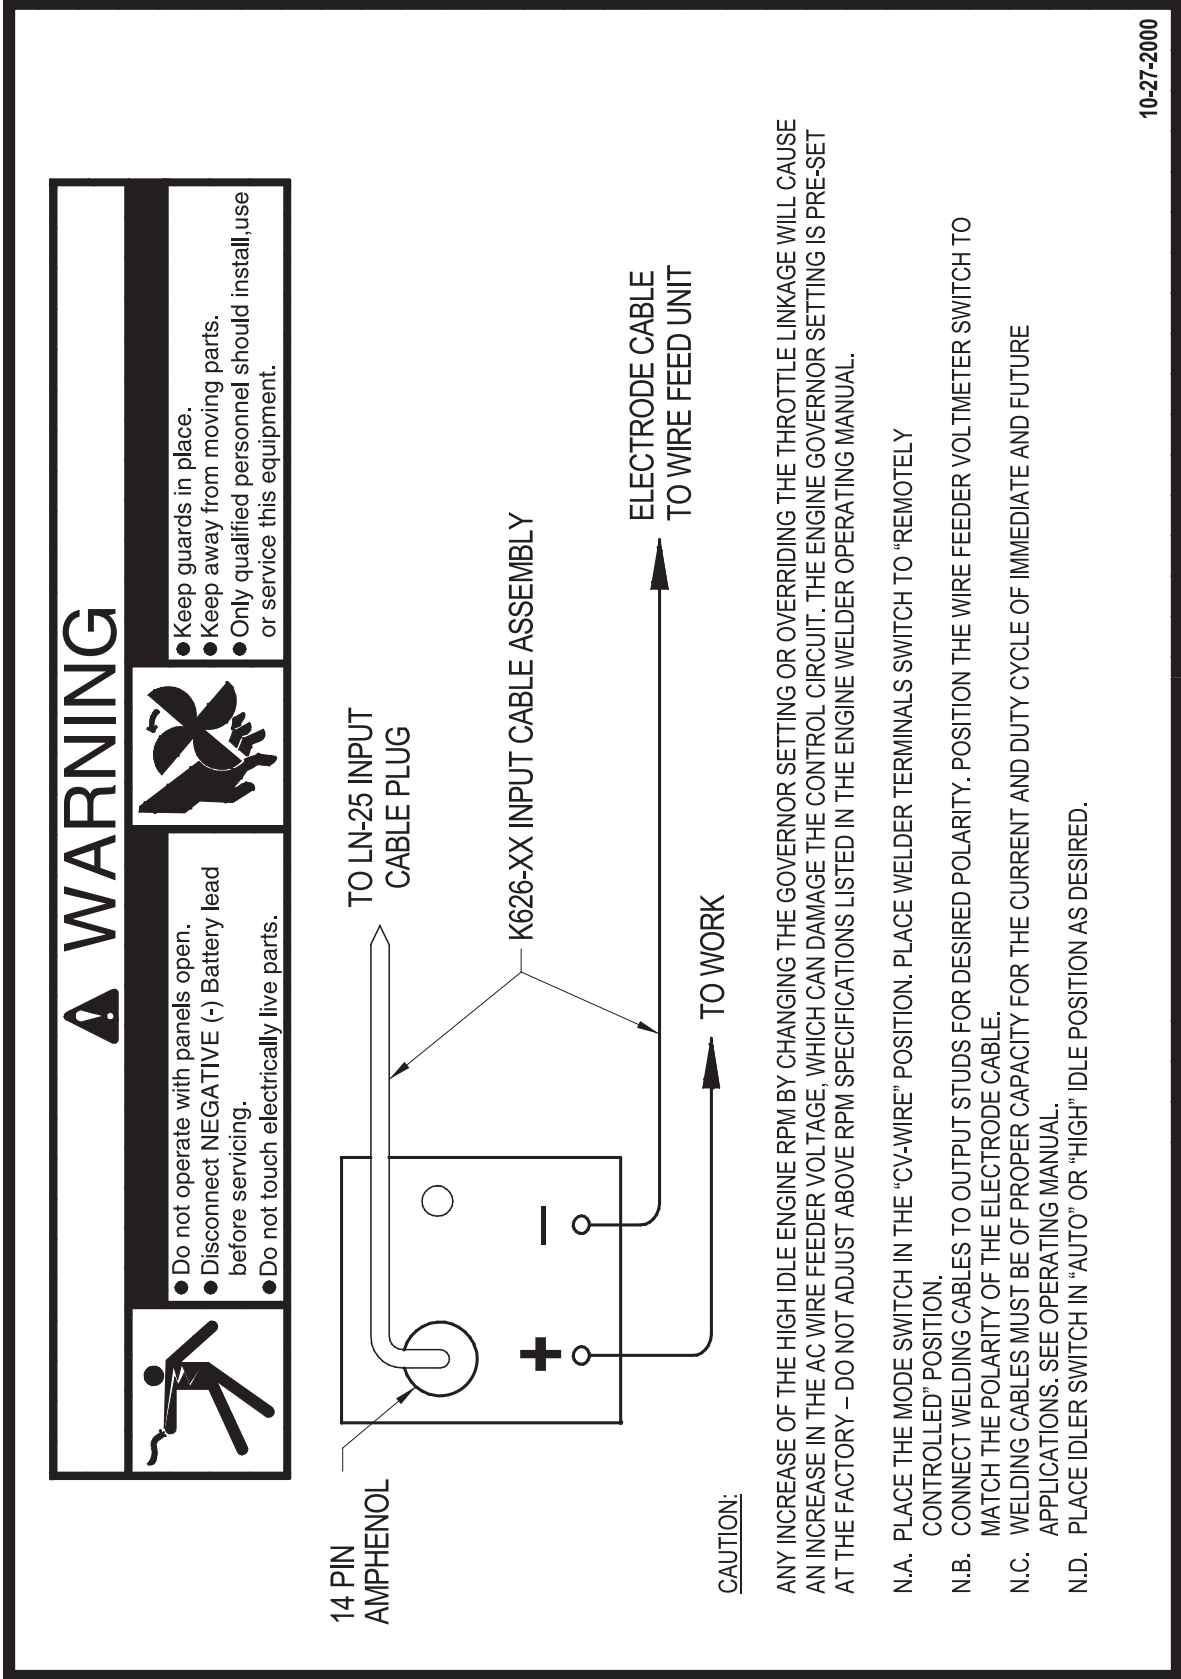 WARNING
● Do not operate with panels open.
● Disconnect NEGATIVE (-) Battery lead
before servicing.
● Do not touch electrically live parts.
● Keep guards in place.
● Keep away from moving parts.
● Only qualified personnel should install,use
or service this equipment.
14 PIN
AMPHENOL
TO LN-25 INPUT
CABLE PLUG
K626-XX INPUT CABLE ASSEMBLY
+
−
TO WORK
ELECTRODE CABLE
TO WIRE FEED UNIT
CAUTION:
ANY INCREASE OF THE HIGH IDLE ENGINE RPM BY CHANGING THE GOVERNOR SETTING OR OVERRIDING THE THROTTLE LINKAGE WILL CAUSE
AN INCREASE IN THE AC WIRE FEEDER VOLTAGE, WHICH CAN DAMAGE THE CONTROL CIRCUIT. THE ENGINE GOVERNOR SETTING IS PRE-SET
AT THE FACTORY – DO NOT ADJUST ABOVE RPM SPECIFICATIONS LISTED IN THE ENGINE WELDER OPERATING MANUAL.
N.A. PLACE THE MODE SWITCH IN THE “CV-WIRE” POSITION. PLACE WELDER TERMINALS SWITCH TO “REMOTELY
CONTROLLED” POSITION.
N.B. CONNECT WELDING CABLES TO OUTPUT STUDS FOR DESIRED POLARITY. POSITION THE WIRE FEEDER VOLTMETER SWITCH TO
MATCH THE POLARITY OF THE ELECTRODE CABLE.
N.C. WELDING CABLES MUST BE OF PROPER CAPACITY FOR THE CURRENT AND DUTY CYCLE OF IMMEDIATE AND FUTURE
APPLICATIONS. SEE OPERATING MANUAL.
N.D. PLACE IDLER SWITCH IN “AUTO” OR “HIGH” IDLE POSITION AS DESIRED.
10-27-2000